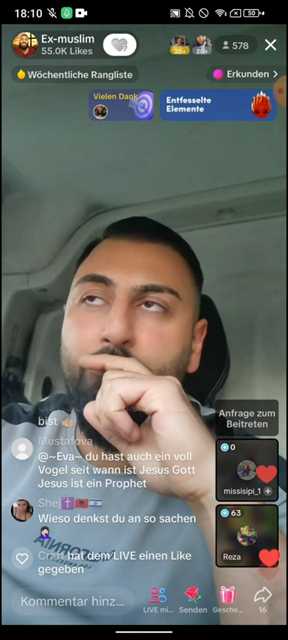 18:10
50
Ex-muslim
55.0K Likes
20+
20+
578
Wöchentliche Rangliste
Erkunden
Vielen Dank
Entfesselte
Elemente
bist
Mustafova
@~Eva~ du hast auch ein voll
Vogel seit wann ist Jesus Gott
Jesus ist ein Prophet
Wieso denkst du an so sachen
hat dem LIVE einen Like
gegeben
Anfrage zum
Beitreten
0
missisipi_1
63
Reza
Kommentar hinz...
LIVE mi...
Senden
Gesche...
16